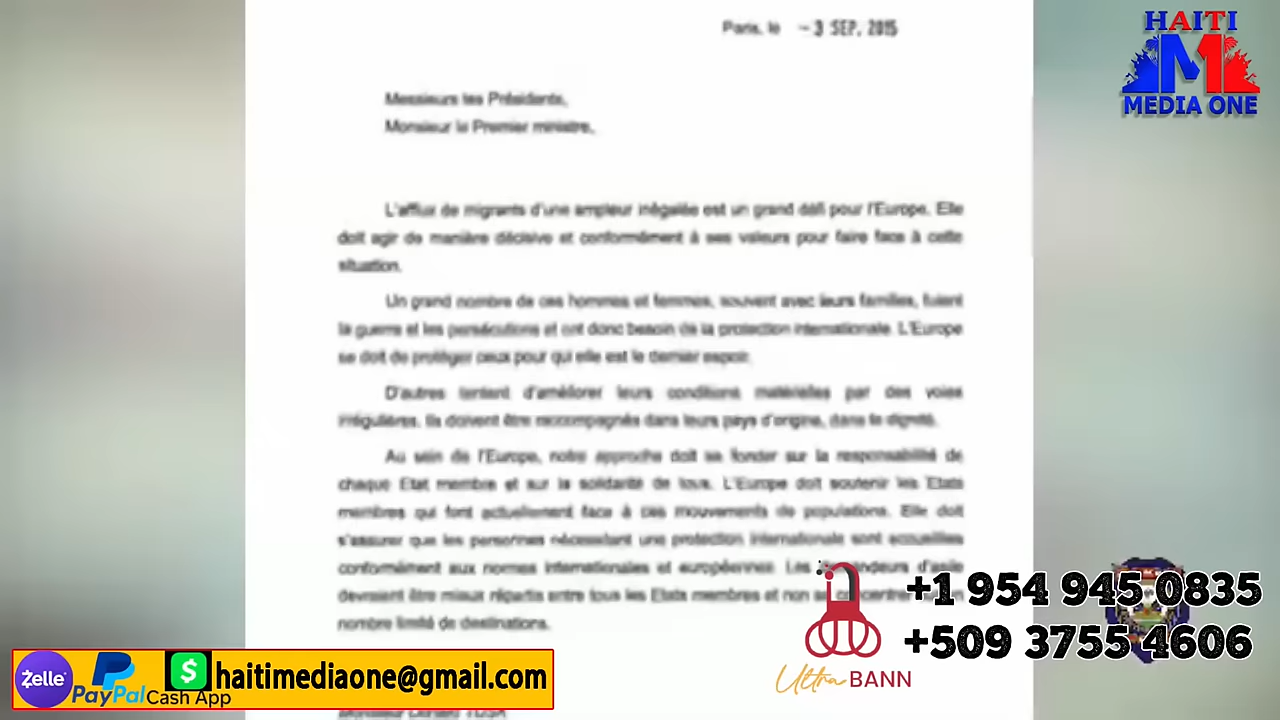 Paris, le - 3 SEP. 2015
HAITI
MEDIA ONE
Messieurs les Présidents,
Monsieur le Premier ministre,
L'afflux de migrants d'une ampleur inégalée est un grand défi pour l'Europe. Elle
doit agir de manière décisive et conformément à ses valeurs pour faire face à cette
situation.
Un grand nombre de ces hommes et femmes, souvent avec leurs familles, fuient
la guerre et les persécutions et ont donc besoin de la protection internationale. L'Europe
se doit de protéger ceux pour qui elle est le dernier espoir.
D'autres tentent d'améliorer leurs conditions matérielles par des voies
irrégulières. Ils doivent être raccompagnés dans leurs pays d'origine, dans la dignité.
Au sein de l'Europe, notre approche doit se fonder sur la responsabilité de
chaque Etat membre et sur la solidarité de tous. L'Europe doit soutenir les Etats
membres qui font actuellement face à ces mouvements de populations. Elle doit
s'assurer que les personnes nécessitant une protection internationale sont accueillies
conformément aux normes internationales et européennes. Les demandeurs d'asile
devraient être mieux répartis entre tous les Etats membres et non se concentrer
nombre limité de destinations.
+1 954 945 0835
+509 3755 4606
Ultra BANN
Zelle
PayPal
Cash App
haitimediaone@gmail.com
Monsieur Donald TUSK